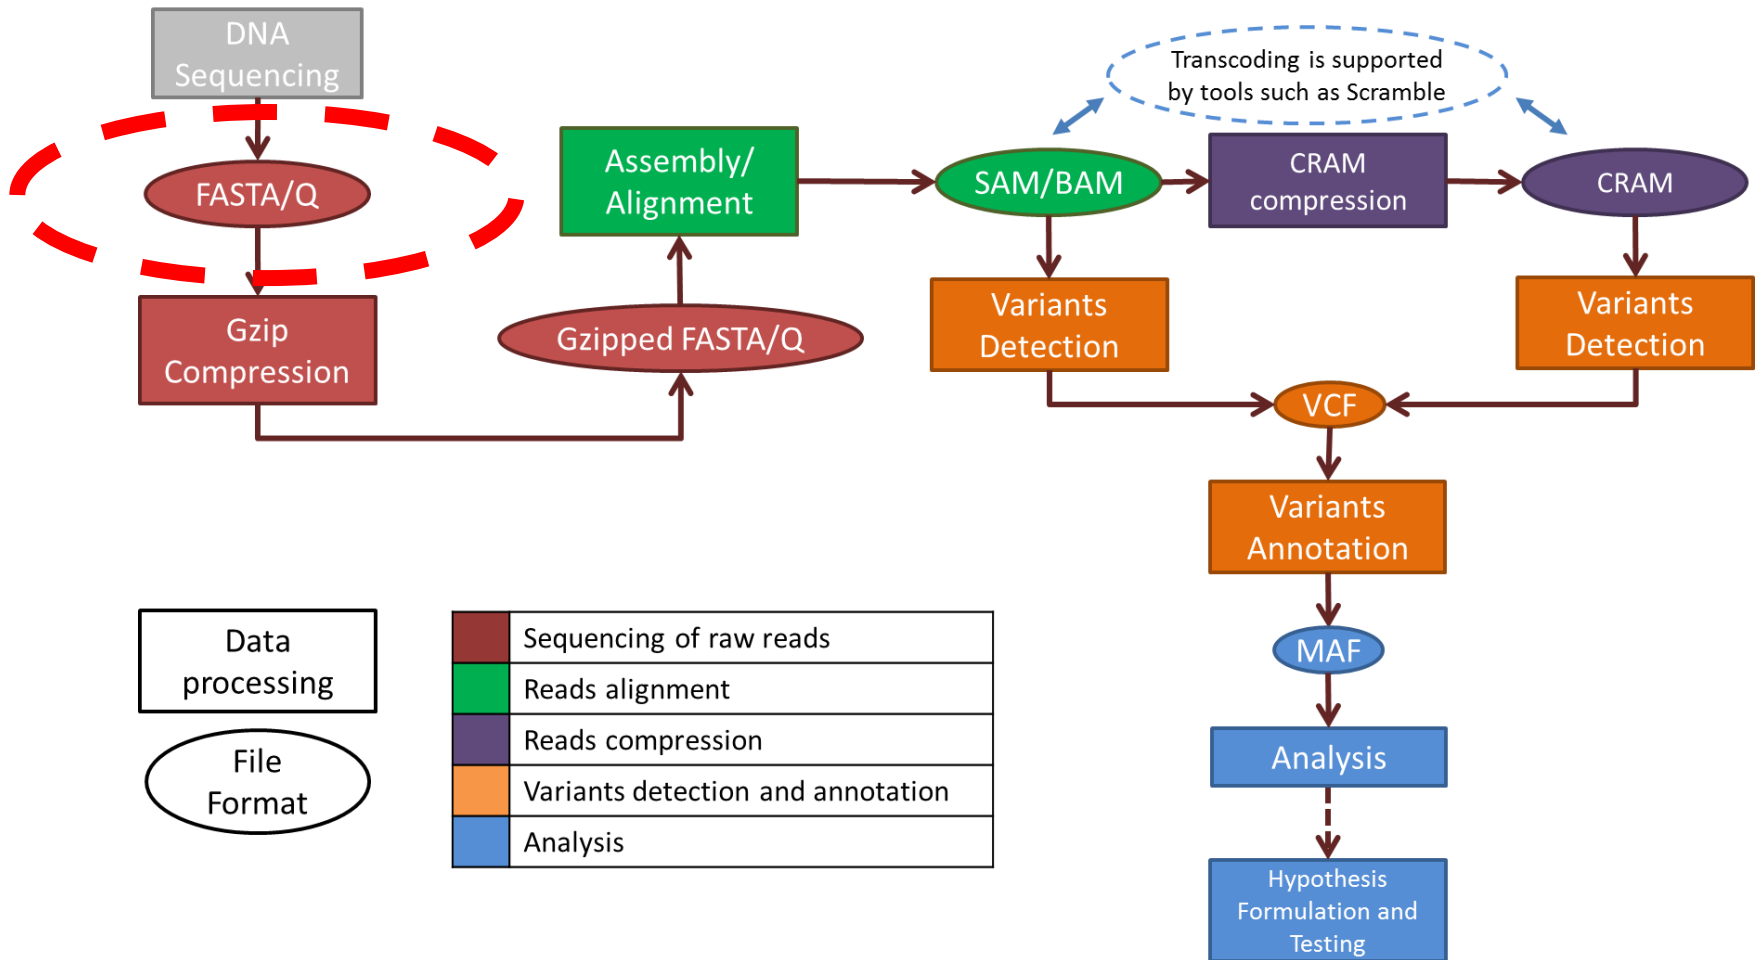 DNA
Sequencing
FASTA/Q
Gzip
Compression
Gzipped FASTA/Q
Assembly/
Alignment
SAM/BAM
Transcoding is supported
by tools such as Scramble
CRAM
compression
CRAM
Variants
Detection
Variants
Detection
VCF
Variants
Annotation
MAF
Analysis
Hypothesis
Formulation and
Testing
Data
processing
File
Format
Sequencing of raw reads
Reads alignment
Reads compression
Variants detection and annotation
Analysis